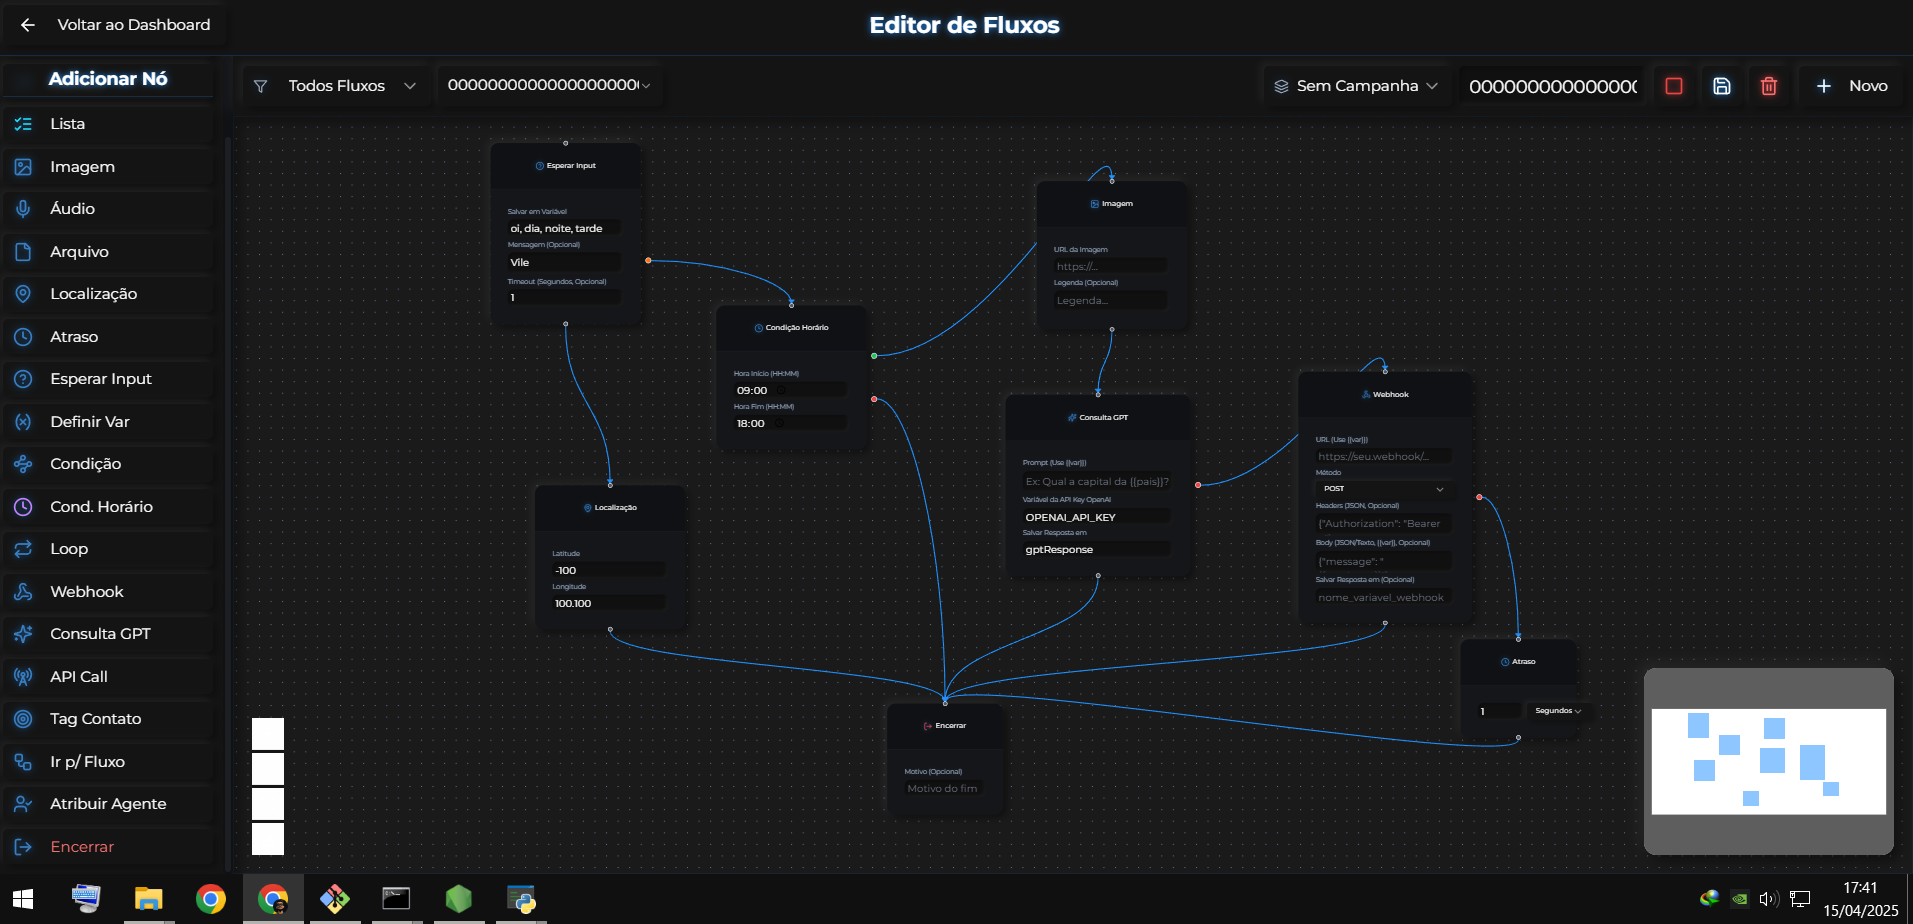 Voltar ao Dashboard
Editor de Fluxos
Adicionar Nó
Lista
Imagem
Áudio
Arquivo
Localização
Atraso
Esperar Input
Definir Var
Condição
Cond. Horário
Loop
Webhook
Consulta GPT
API Call
Tag Contato
Ir p/ Fluxo
Atribuir Agente
Encerrar
Todos Fluxos
Sem Campanha
Novo
Esperar Input
Salvar em Variável
oi, dia, noite, tarde
Mensagem (Opcional)
Vile
Timeout (Segundos, Opcional)
1
Condição Horário
Hora Início (HH:MM)
09:00
Hora Fim (HH:MM)
18:00
Localização
Latitude
-100
Longitude
100.100
Imagem
URL da Imagem
https://...
Legenda (Opcional)
Legenda...
Consulta GPT
Prompt (Use {{var}})
Ex: Qual a capital da {{pais}}?
Variável da API Key OpenAI
OPENAI_API_KEY
Salvar Resposta em
gptResponse
Webhook
URL (Use {{var}})
https://seu.webhook/...
Método
POST
Headers (JSON, Opcional)
{"Authorization": "Bearer
Body (JSON/Texto, {{var}}, Opcional)
{"message": "
Salvar Resposta em (Opcional)
nome_variavel_webhook
Atraso
1
Segundos
Encerrar
Motivo (Opcional)
Motivo do fim
17:41
15/04/2025